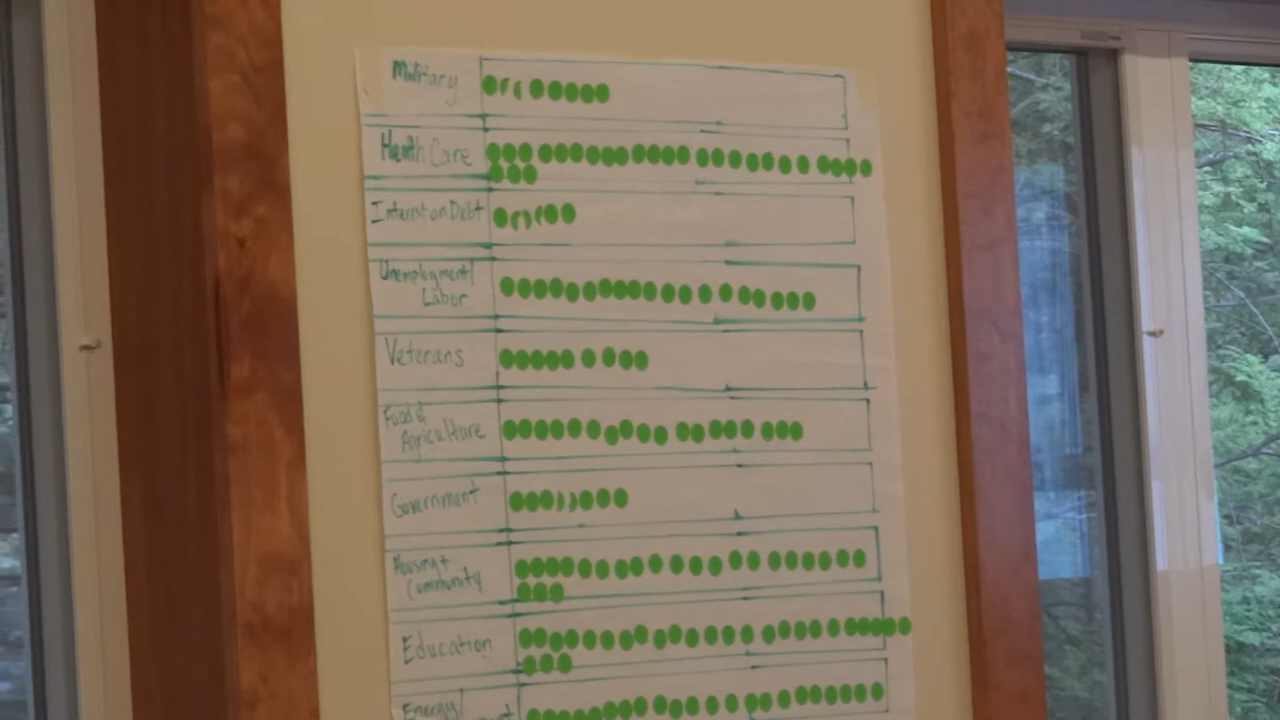 Military
Health Care
Interest on Debt
Unemployment/
Labor
Veterans
Food &
Agriculture
Government
Housing +
Community
Education
Energy/